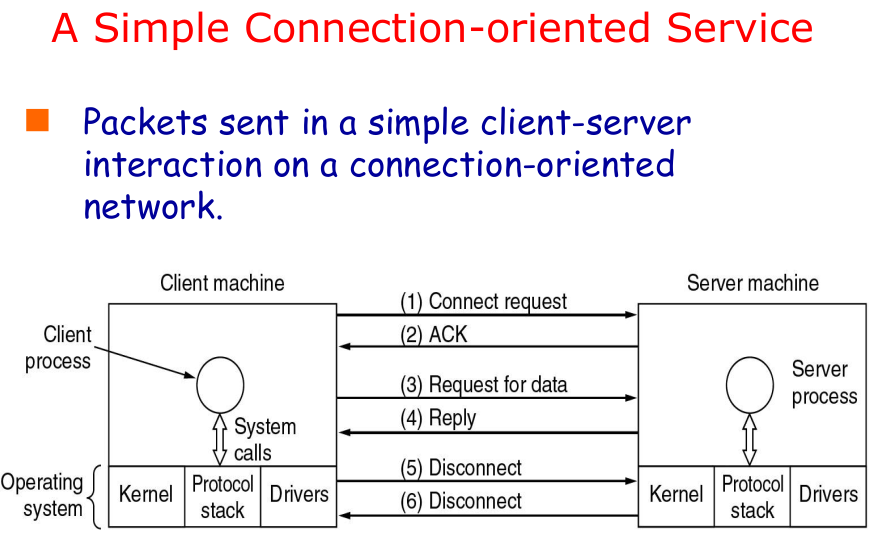 A Simple Connection-oriented Service
Packets sent in a simple client-server
interaction on a connection-oriented
network.
Client machine
Server machine
(1) Connect request
(2) ACK
Client
process
(3) Request for data
Server
process
(4) Reply
System
calls
(5) Disconnect
Operating
system
Kernel
Protocol
stack
Drivers
(6) Disconnect
Kernel
Protocol
stack
Drivers